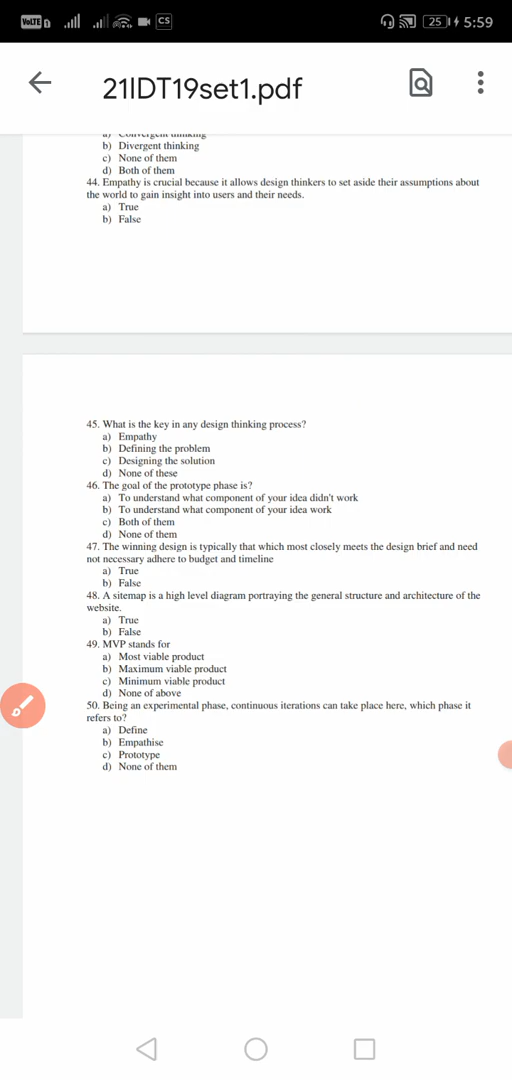 VoLTE CS 25 5:59
21IDT19set1.pdf
a) Convergent thinking
b) Divergent thinking
c) None of them
d) Both of them
44. Empathy is crucial because it allows design thinkers to set aside their assumptions about
the world to gain insight into users and their needs.
a) True
b) False
45. What is the key in any design thinking process?
a) Empathy
b) Defining the problem
c) Designing the solution
d) None of these
46. The goal of the prototype phase is?
a) To understand what component of your idea didn't work
b) To understand what component of your idea work
c) Both of them
d) None of them
47. The winning design is typically that which most closely meets the design brief and need
not necessary adhere to budget and timeline
a) True
b) False
48. A sitemap is a high level diagram portraying the general structure and architecture of the
website.
a) True
b) False
49. MVP stands for
a) Most viable product
b) Maximum viable product
c) Minimum viable product
d) None of above
50. Being an experimental phase, continuous iterations can take place here, which phase it
refers to?
a) Define
b) Empathise
c) Prototype
d) None of them